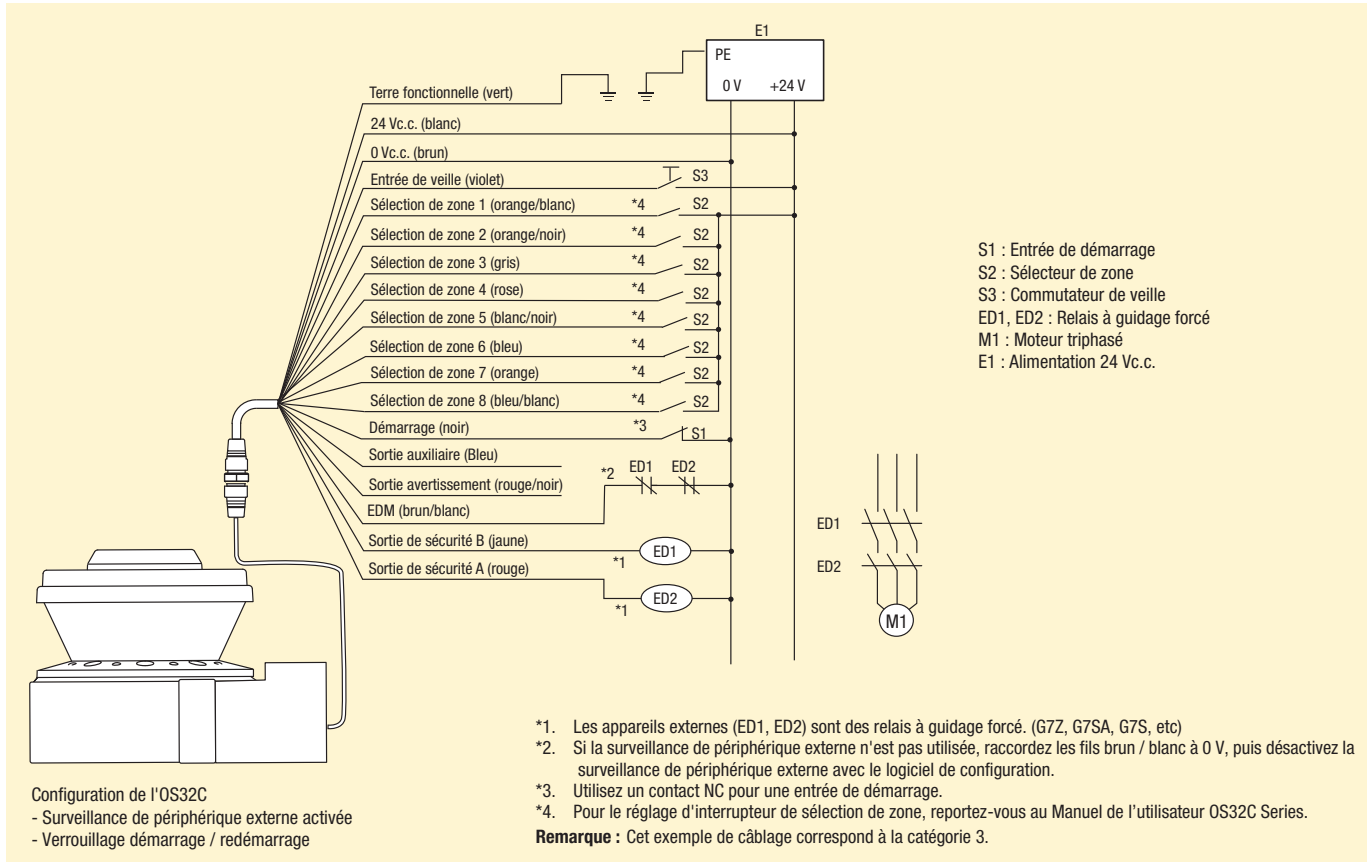 E1
PE
0 V +24 V
Terre fonctionnelle (vert)
24 Vc.c. (blanc)
0 Vc.c. (brun)
Entrée de veille (violet) S3
Sélection de zone 1 (orange/blanc) *4 S2
Sélection de zone 2 (orange/noir) *4 S2
Sélection de zone 3 (gris) *4 S2
Sélection de zone 4 (rose) *4 S2
Sélection de zone 5 (blanc/noir) *4 S2
Sélection de zone 6 (bleu) *4 S2
Sélection de zone 7 (orange) *4 S2
Sélection de zone 8 (bleu/blanc) *4 S2
Démarrage (noir) *3 S1
Sortie auxiliaire (Bleu)
Sortie avertissement (rouge/noir) *2 ED1 ED2
EDM (brun/blanc)
Sortie de sécurité B (jaune) *1 ED1
Sortie de sécurité A (rouge) *1 ED2
S1 : Entrée de démarrage
S2 : Sélecteur de zone
S3 : Commutateur de veille
ED1, ED2 : Relais à guidage forcé
M1 : Moteur triphasé
E1 : Alimentation 24 Vc.c.
ED1
ED2
M1
Configuration de l'OS32C
- Surveillance de périphérique externe activée
- Verrouillage démarrage / redémarrage
*1. Les appareils externes (ED1, ED2) sont des relais à guidage forcé. (G7Z, G7SA, G7S, etc)
*2. Si la surveillance de périphérique externe n'est pas utilisée, raccordez les fils brun / blanc à 0 V, puis désactivez la
surveillance de périphérique externe avec le logiciel de configuration.
*3. Utilisez un contact NC pour une entrée de démarrage.
*4. Pour le réglage d'interrupteur de sélection de zone, reportez-vous au Manuel de l'utilisateur OS32C Series.
Remarque : Cet exemple de câblage correspond à la catégorie 3.